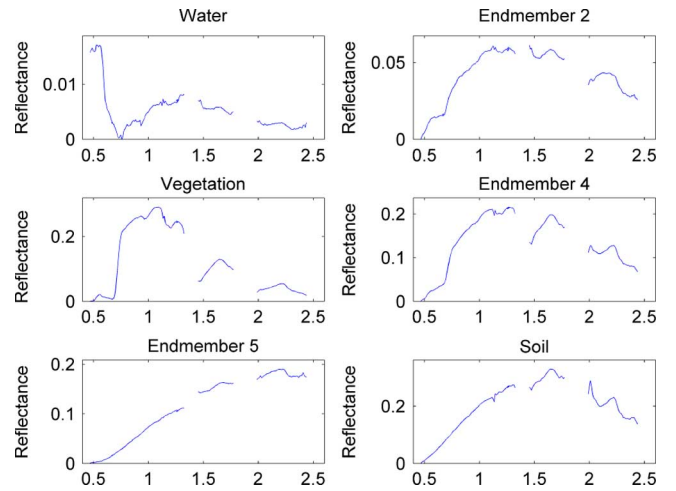 Water
Reflectance
0.01
0
0.5 1 1.5 2 2.5
Endmember 2
Reflectance
0.05
0
0.5 1 1.5 2 2.5
Vegetation
Reflectance
0.2
0
0.5 1 1.5 2 2.5
Endmember 4
Reflectance
0.2
0.1
0
0.5 1 1.5 2 2.5
Endmember 5
Reflectance
0.2
0.1
0
0.5 1 1.5 2 2.5
Soil
Reflectance
0.2
0
0.5 1 1.5 2 2.5